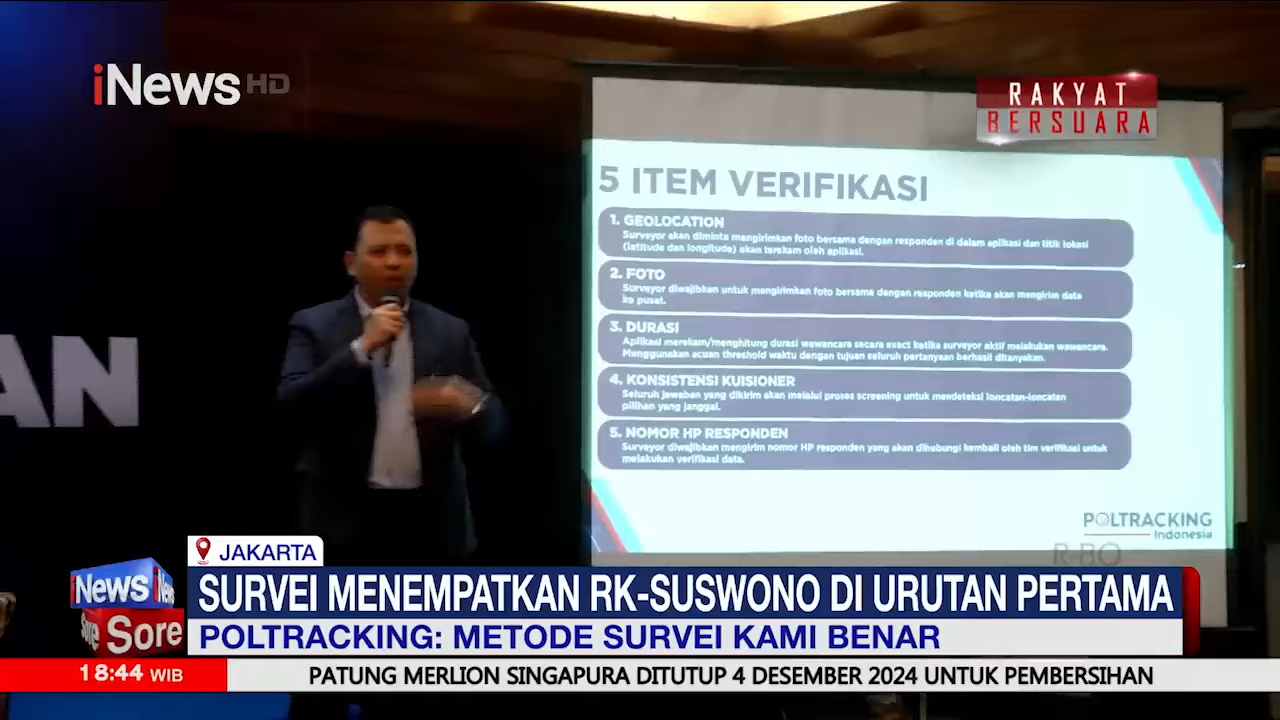 iNews HD
RAKYAT
BERSUARA
5 ITEM VERIFIKASI
1. GEOLOCATION
Surveyor akan diminta mengirimkan foto bersama dengan responden di dalam aplikasi dan titik lokasi
(latitude dan longitude) akan terekam oleh aplikasi.
2. FOTO
Surveyor diwajibkan untuk mengirimkan foto bersama dengan responden ketika akan mengirim data
ke pusat.
3. DURASI
Aplikasi merekam/menghitung durasi wawancara secara exact ketika surveyor aktif melakukan wawancara.
Menggunakan acuan threshold waktu dengan tujuan seluruh pertanyaan berhasil ditanyakan.
4. KONSISTENSI KUISIONER
Seluruh jawaban yang dikirim akan melalui proses screening untuk mendeteksi loncatan-loncatan
pilihan yang janggal.
5. NOMOR HP RESPONDEN
Surveyor diwajibkan mengirim nomor HP responden yang akan dihubungi kembali oleh tim verifikasi untuk
melakukan verifikasi data.
AN
POLTRACKING
Indonesia
JAKARTA
iNews
Sore
SURVEI MENEMPATKAN RK-SUSWONO DI URUTAN PERTAMA
POLTRACKING: METODE SURVEI KAMI BENAR
18:44 WIB
PATUNG MERLION SINGAPURA DITUTUP 4 DESEMBER 2024 UNTUK PEMBERSIHAN